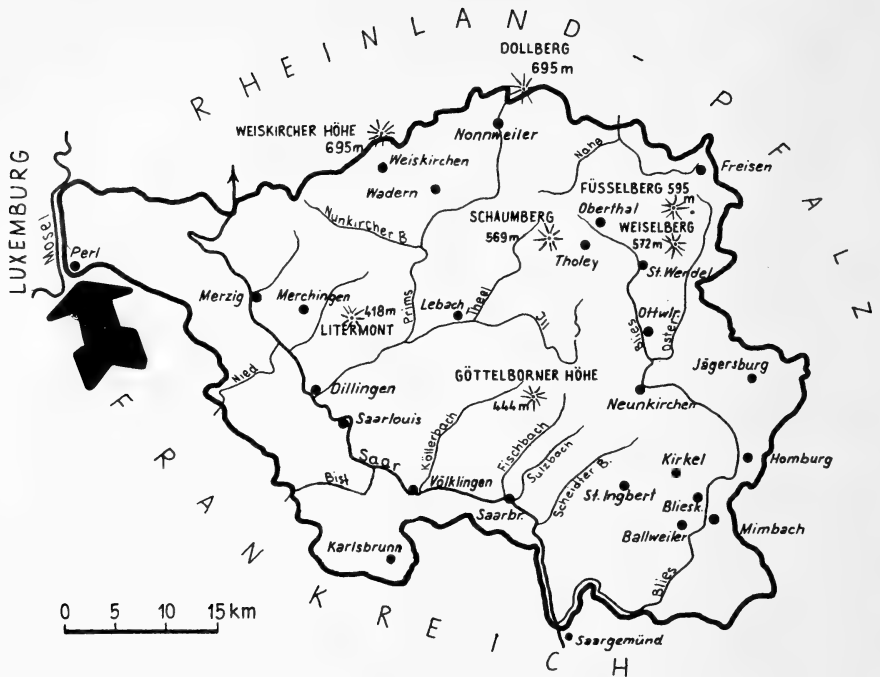 RHEINLAND-PFALZ
DOLLBERG
695m
WEISKIRCHER HÖHE
695m
Nonnweiler
Nahe
Freisen
Weiskirchen
Wadern
FÜSSELBERG 595
m
LUXEMBURG
Mosel
Nunkircher B.
SCHAUMBERG
569m
Oberthal
WEISELBERG
572m
Perl
Tholey
St. Wendel
Merzig
Merchingen
418m
LITERMONT
Prims
Lebach
Theel
Ill
Ottwlr.
Blies
Oster
Jägersburg
Nied
Dillingen
GÖTTELBORNER HÖHE
444m
Neunkirchen
Saarlouis
Saar
Köllerbach
Fischbach
Sulzbach
Scheidter B.
Kirkel
Homburg
Bist
Völklingen
Saarbr.
St. Ingbert
Bliesk.
Ballweiler
Mimbach
Karlsbrunn
Blies
FRANKREICH
0 5 10 15 km
Saargemünd